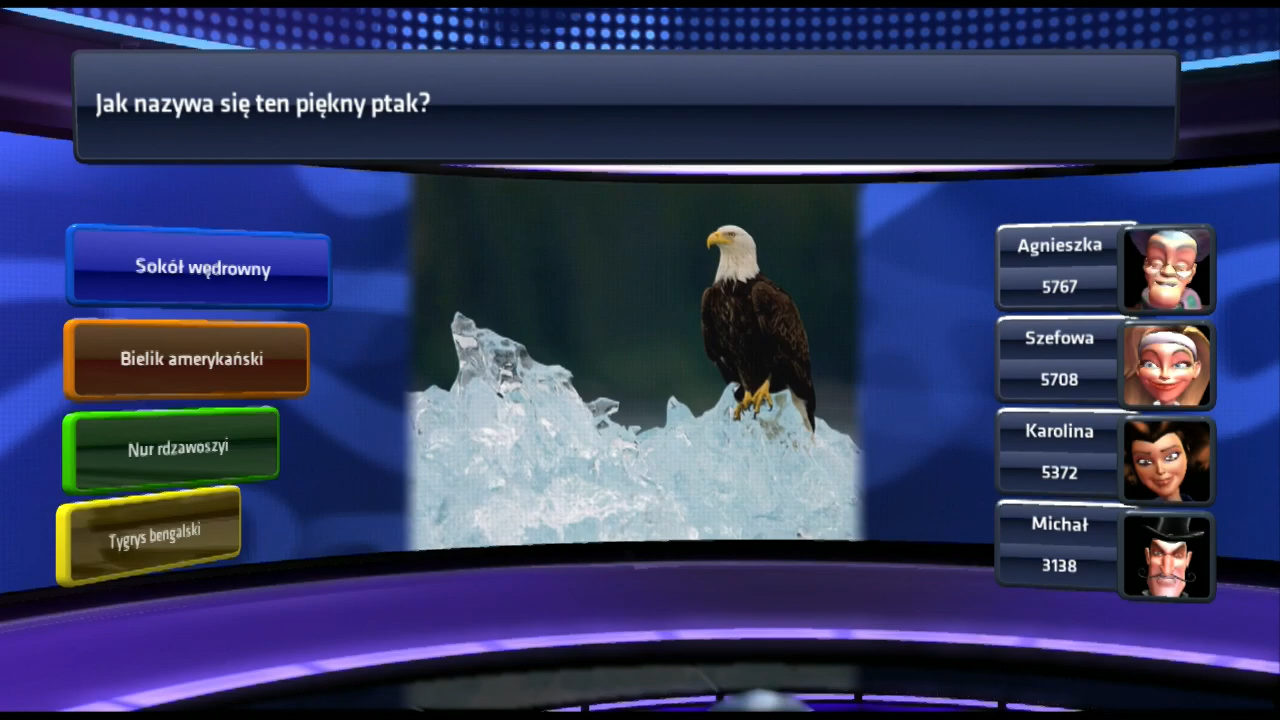 Jak nazywa się ten piękny ptak?
Sokół wędrowny
Bielik amerykański
Nur rdzawoszyi
Tygrys bengalski
Agnieszka
5767
Szefowa
5708
Karolina
5372
Michał
3138